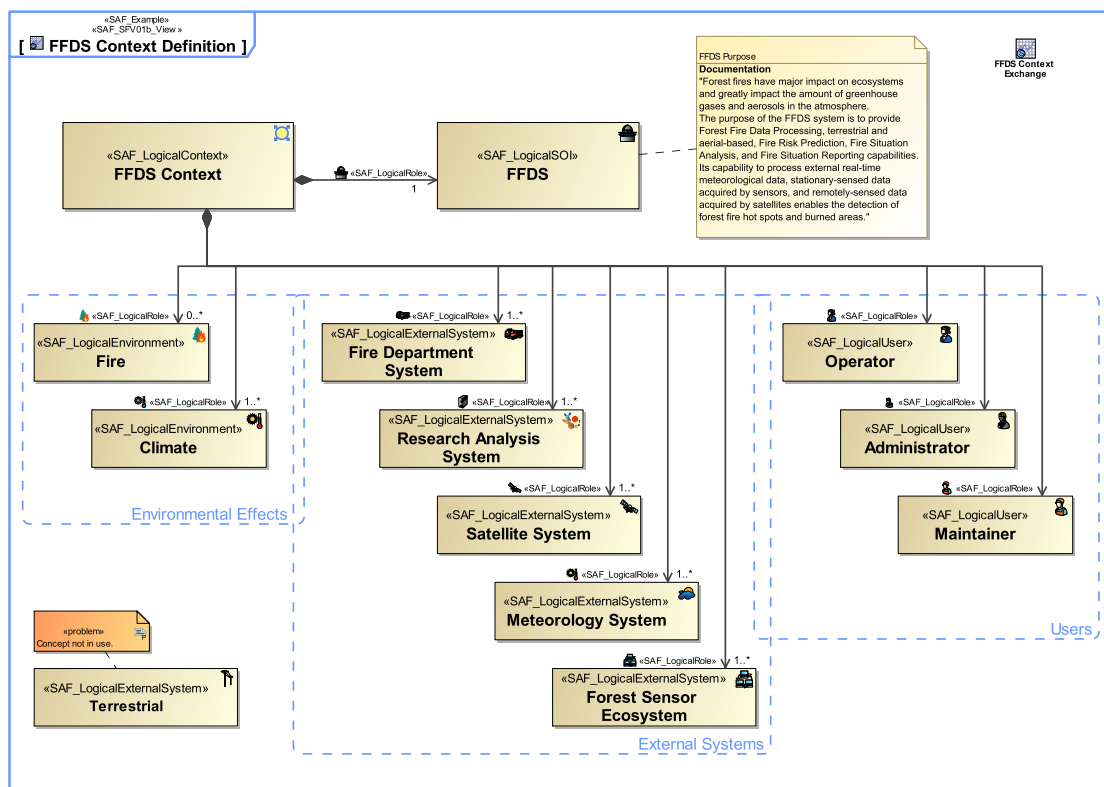 «SAF_Example»
«SAF_SFV01b_View »
[ FFDS Context Definition ]
FFDS Context
Exchange
FFDS Purpose
Documentation
"Forest fires have major impact on ecosystems
and greatly impact the amount of greenhouse
gases and aerosols in the atmosphere.
The purpose of the FFDS system is to provide
Forest Fire Data Processing, terrestrial and
aerial-based, Fire Risk Prediction, Fire Situation
Analysis, and Fire Situation Reporting capabilities.
Its capability to process external real-time
meteorological data, stationary-sensed data
acquired by sensors, and remotely-sensed data
acquired by satellites enables the detection of
forest fire hot spots and burned areas."
«SAF_LogicalContext»
FFDS Context
«SAF_LogicalRole»
1
«SAF_LogicalSOI»
FFDS
«SAF_LogicalRole» 0..*
«SAF_LogicalEnvironment»
Fire
«SAF_LogicalRole» 1..*
«SAF_LogicalEnvironment»
Climate
Environmental Effects
«SAF_LogicalRole» 1..*
«SAF_LogicalExternalSystem»
Fire Department
System
«SAF_LogicalRole» 1..*
«SAF_LogicalExternalSystem»
Research Analysis
System
«SAF_LogicalRole» 1..*
«SAF_LogicalExternalSystem»
Satellite System
«SAF_LogicalRole» 1..*
«SAF_LogicalExternalSystem»
Meteorology System
«SAF_LogicalRole» 1..*
«SAF_LogicalExternalSystem»
Forest Sensor
Ecosystem
External Systems
«SAF_LogicalRole»
«SAF_LogicalUser»
Operator
«SAF_LogicalRole»
«SAF_LogicalUser»
Administrator
«SAF_LogicalRole»
«SAF_LogicalUser»
Maintainer
Users
«problem»
Concept not in use.
«SAF_LogicalExternalSystem»
Terrestrial